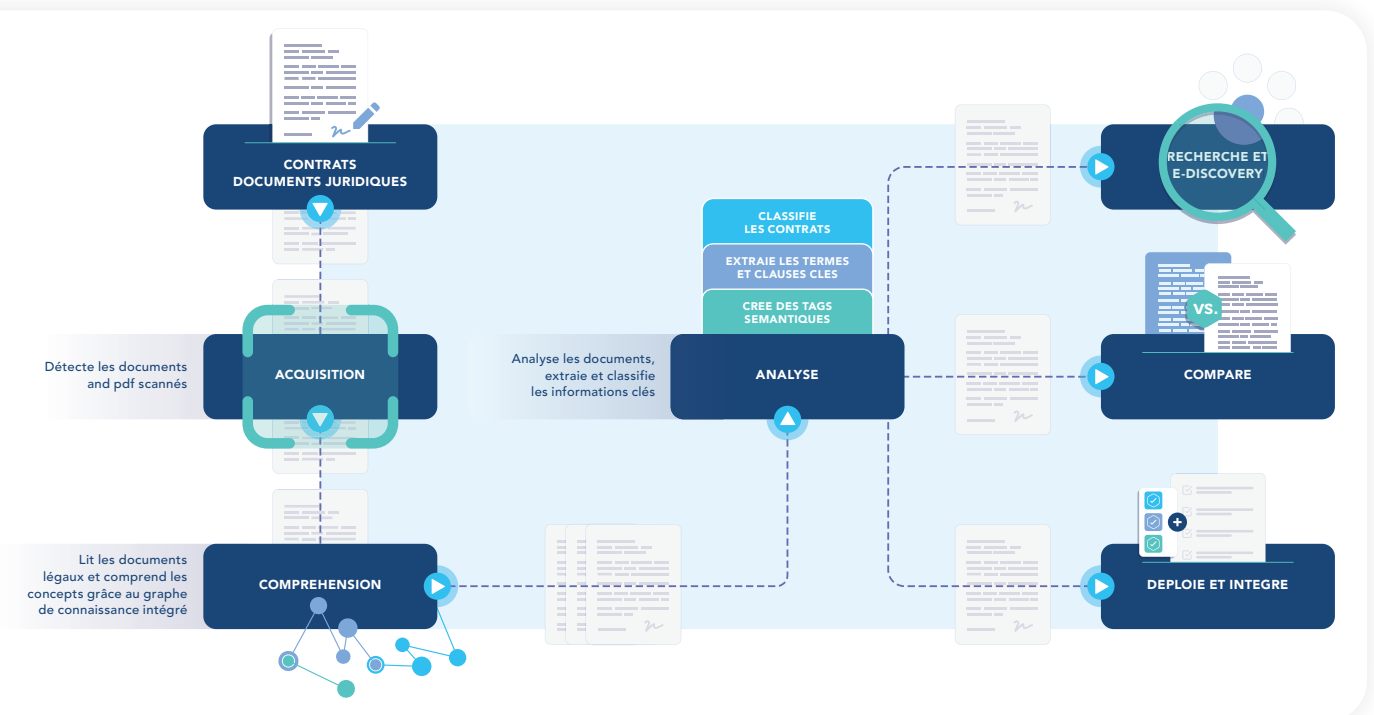 CONTRATS
DOCUMENTS JURIDIQUES
Détecte les documents
and pdf scannés
ACQUISITION
Lit les documents
légaux et comprend les
concepts grâce au graphe
de connaissance intégré
COMPREHENSION
CLASSIFIE
LES CONTRATS
EXTRAIE LES TERMES
ET CLAUSES CLES
CREE DES TAGS
SEMANTIQUES
Analyse les documents,
extraie et classifie
les informations clés
ANALYSE
RECHERCHE ET
E-DISCOVERY
VS.
COMPARE
DEPLOIE ET INTEGRE